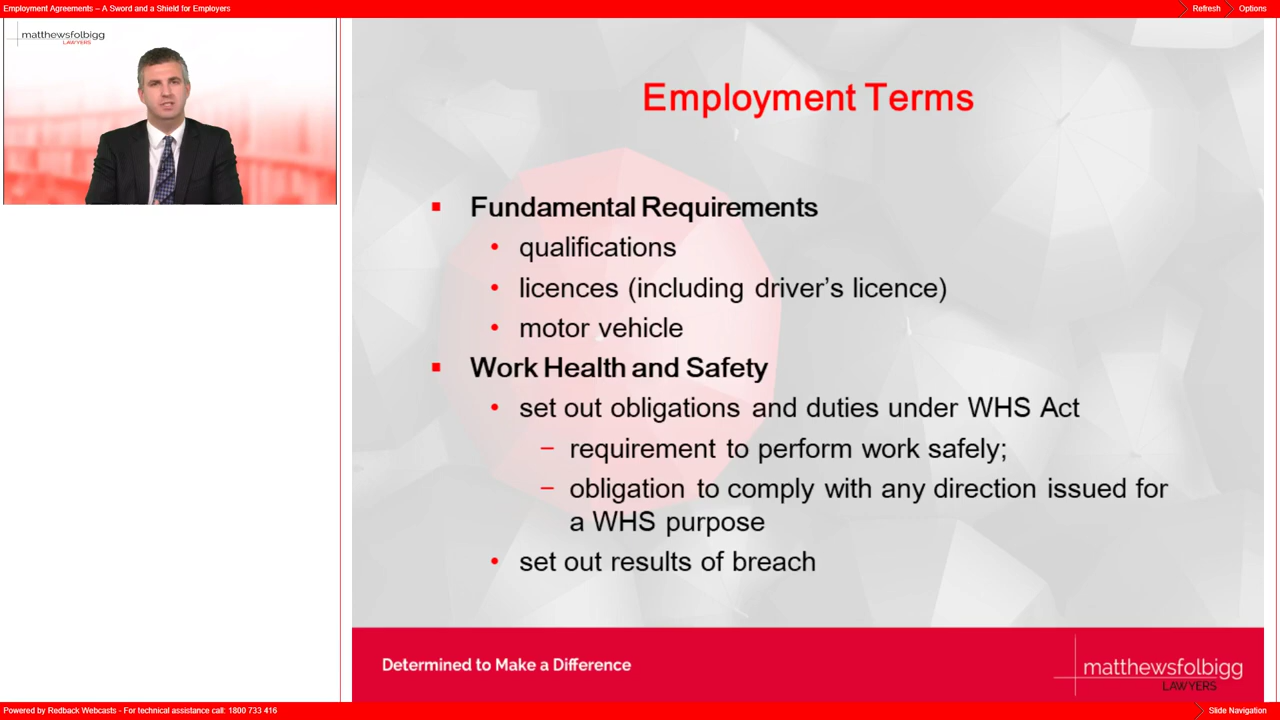 Employment Agreements – A Sword and a Shield for Employers
Refresh
Options
matthewsfolbigg
LAWYERS
Employment Terms
Fundamental Requirements
qualifications
licences (including driver's licence)
motor vehicle
Work Health and Safety
set out obligations and duties under WHS Act
– requirement to perform work safely;
– obligation to comply with any direction issued for
a WHS purpose
set out results of breach
Determined to Make a Difference
matthewsfolbigg
LAWYERS
Powered by Redback Webcasts - For technical assistance call: 1800 733 416
Slide Navigation